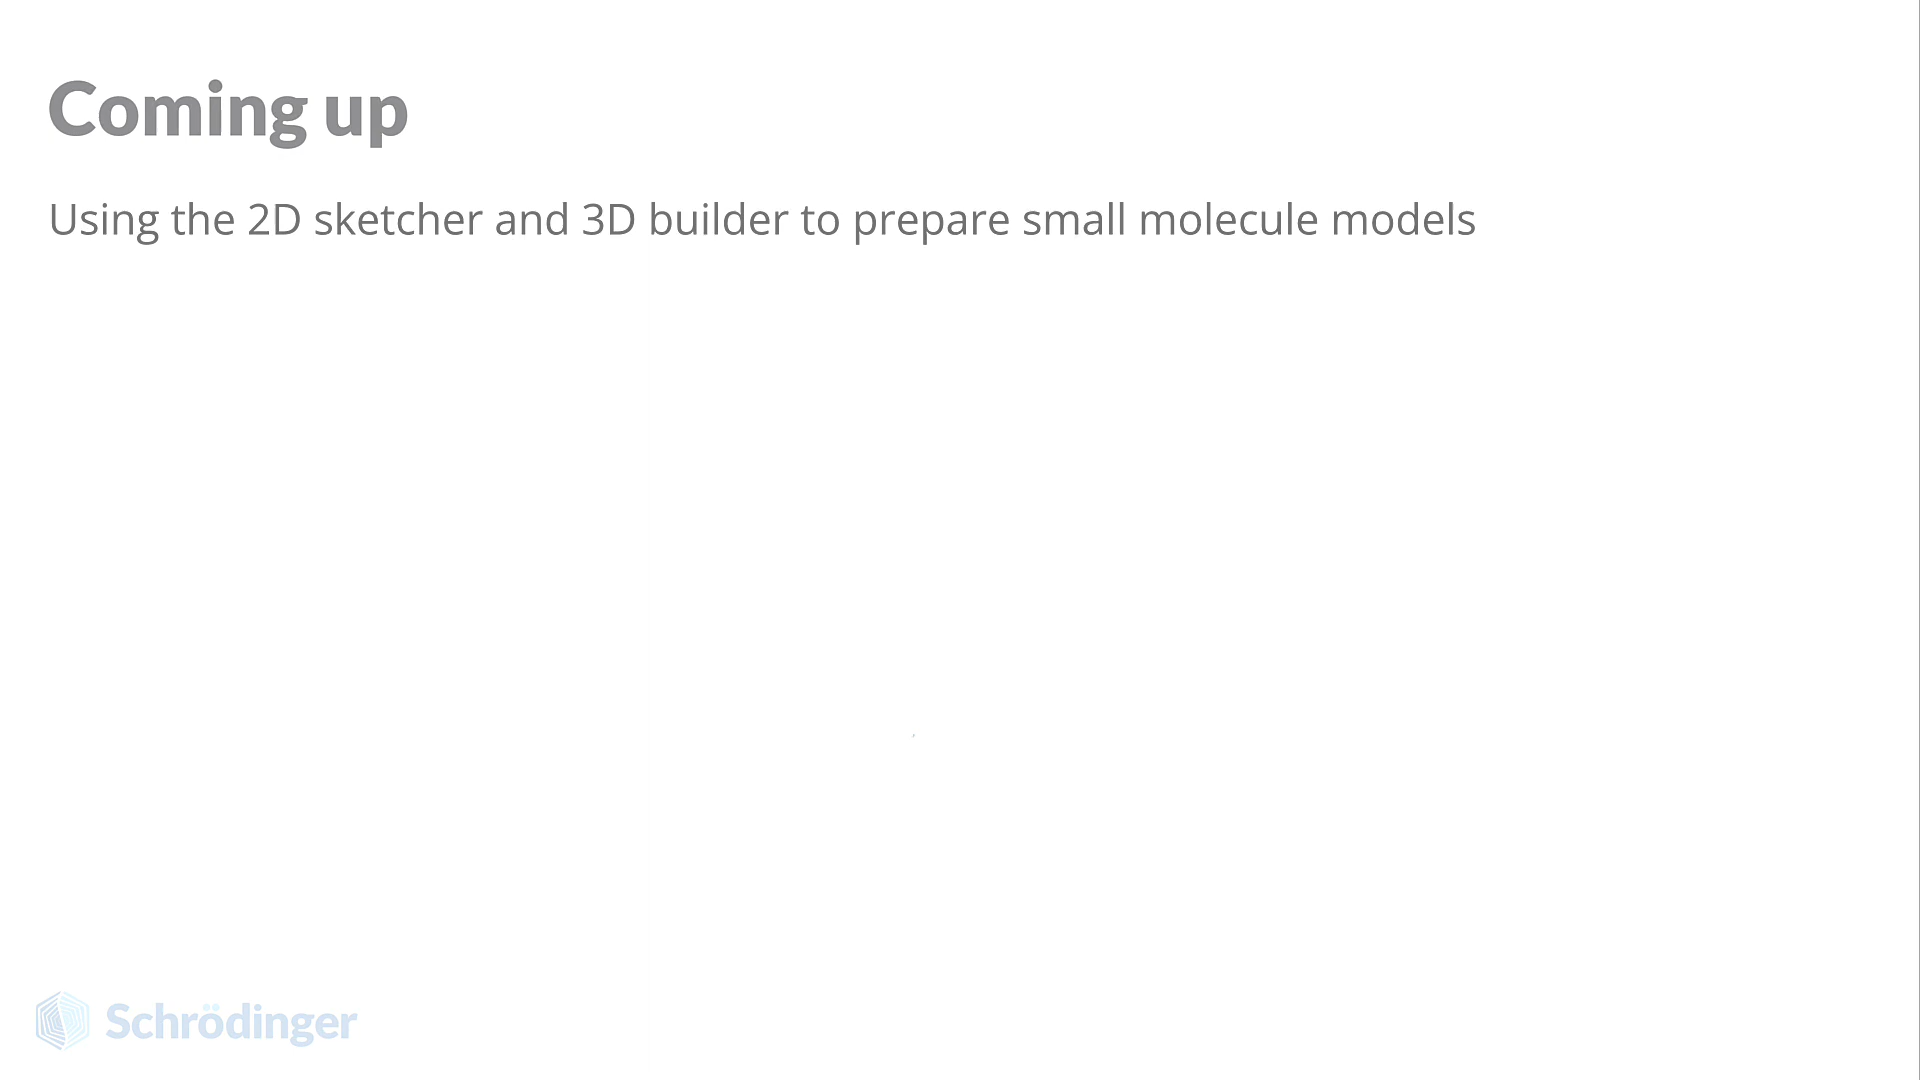 Coming up
Using the 2D sketcher and 3D builder to prepare small molecule models
Schrödinger